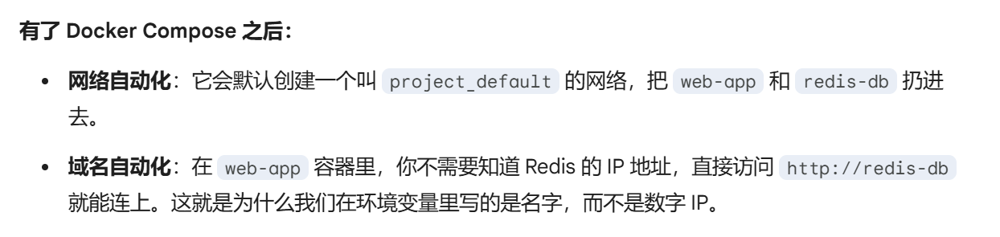 有了 Docker Compose 之后：
• 网络自动化：它会默认创建一个叫 project_default 的网络，把 web-app 和 redis-db 扔进
去。
• 域名自动化：在 web-app 容器里，你不需要知道 Redis 的 IP 地址，直接访问 http://redis-db
就能连上。这就是为什么我们在环境变量里写的是名字，而不是数字 IP。